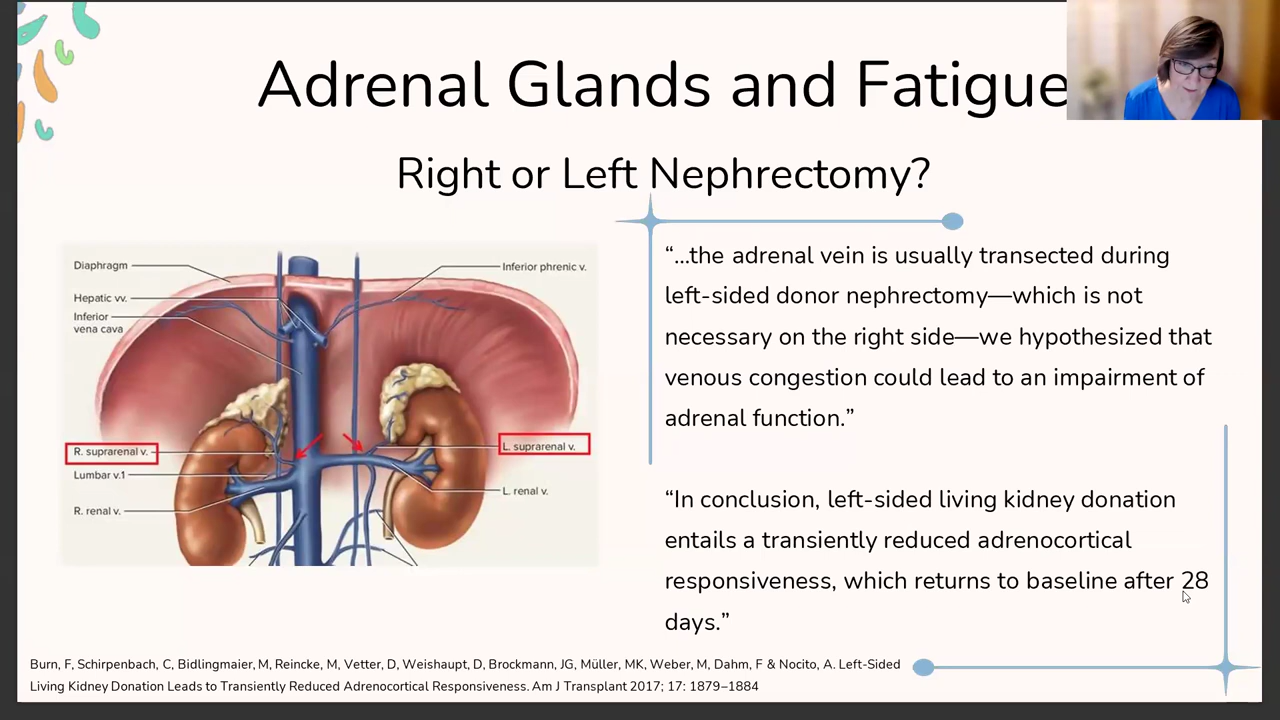 Adrenal Glands and Fatigue
Right or Left Nephrectomy?
Diaphragm
Hepatic vv.
Inferior
vena cava
R. suprarenal v.
Lumbar v.1
R. renal v.
Inferior phrenic v.
L. suprarenal v.
L. renal v.
“...the adrenal vein is usually transected during
left-sided donor nephrectomy—which is not
necessary on the right side—we hypothesized that
venous congestion could lead to an impairment of
adrenal function.”
“In conclusion, left-sided living kidney donation
entails a transiently reduced adrenocortical
responsiveness, which returns to baseline after 28
days.”
Burn, F, Schirpenbach, C, Bidlingmaier, M, Reincke, M, Vetter, D, Weishaupt, D, Brockmann, JG, Müller, MK, Weber, M, Dahm, F & Nocito, A. Left-Sided
Living Kidney Donation Leads to Transiently Reduced Adrenocortical Responsiveness. Am J Transplant 2017; 17: 1879–1884